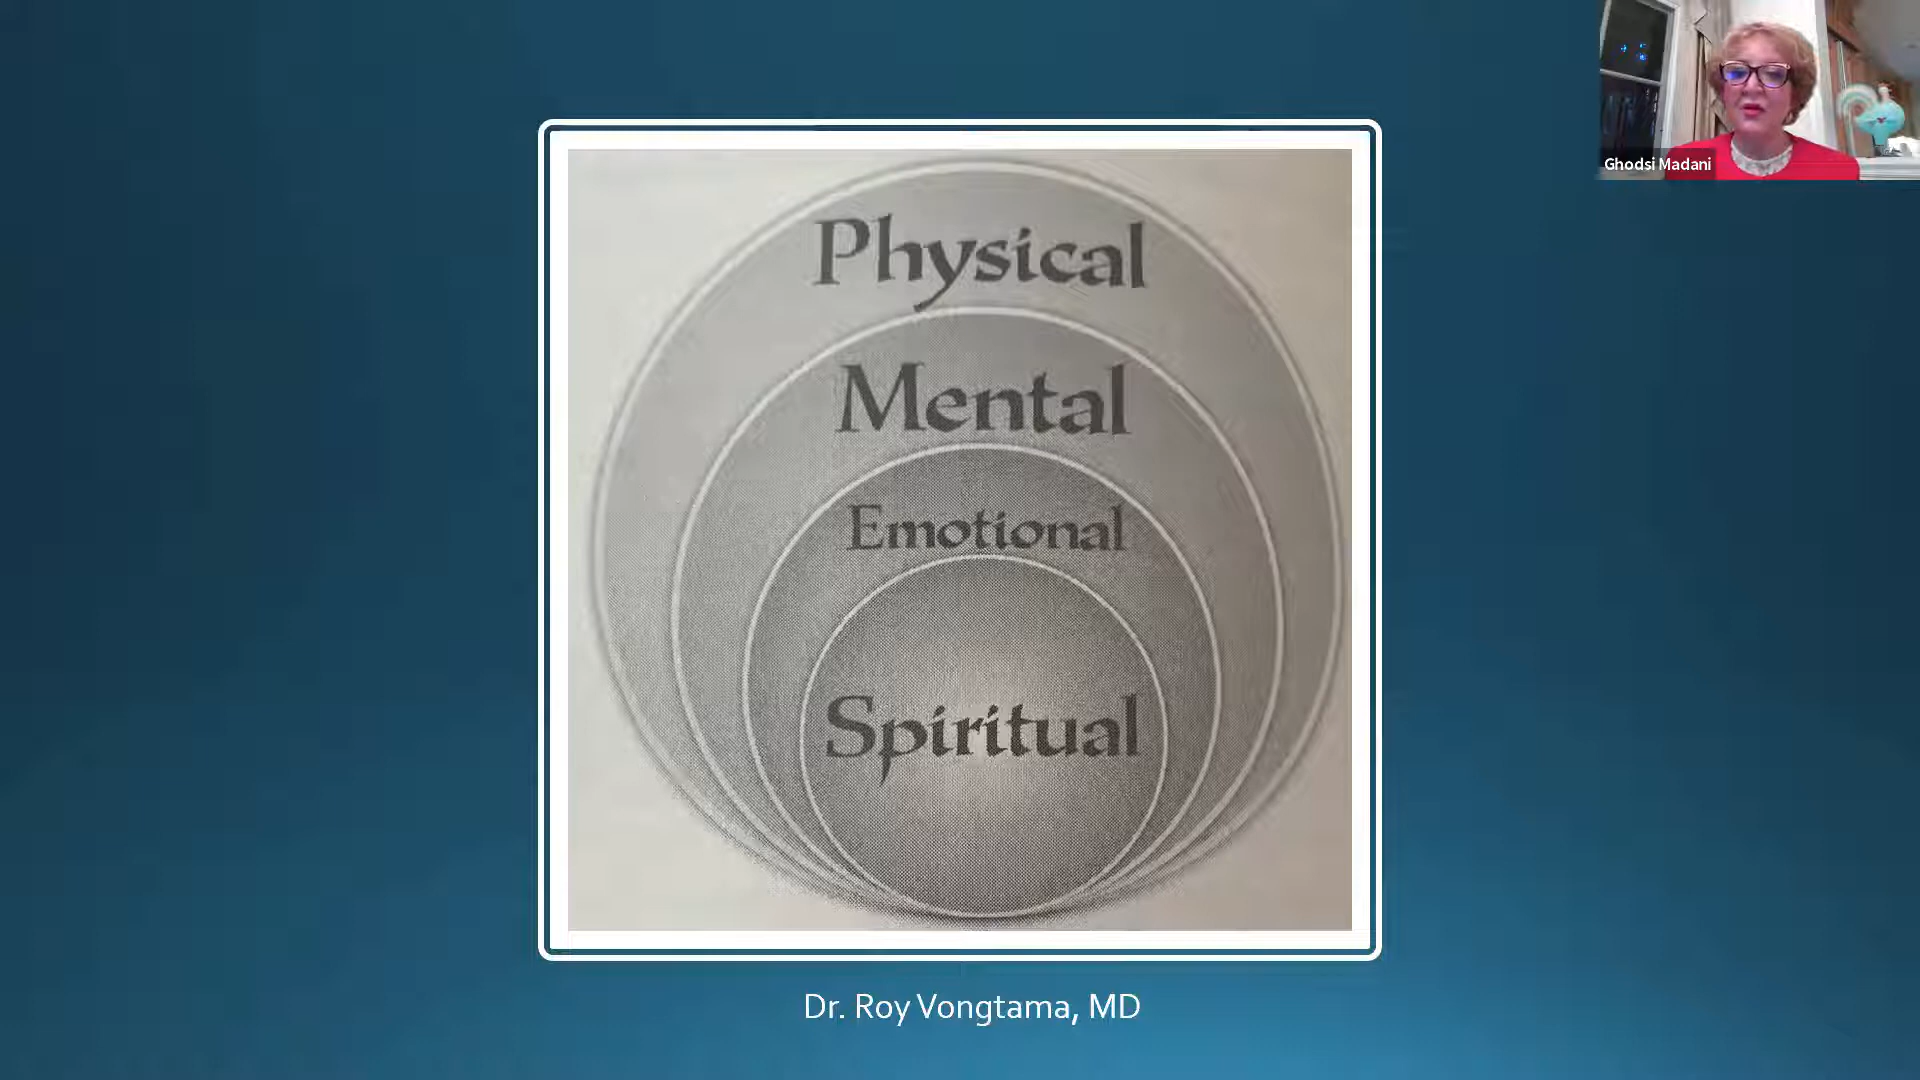 Ghodsi Madani
Physical
Mental
Emotional
Spiritual
Dr. Roy Vongtama, MD